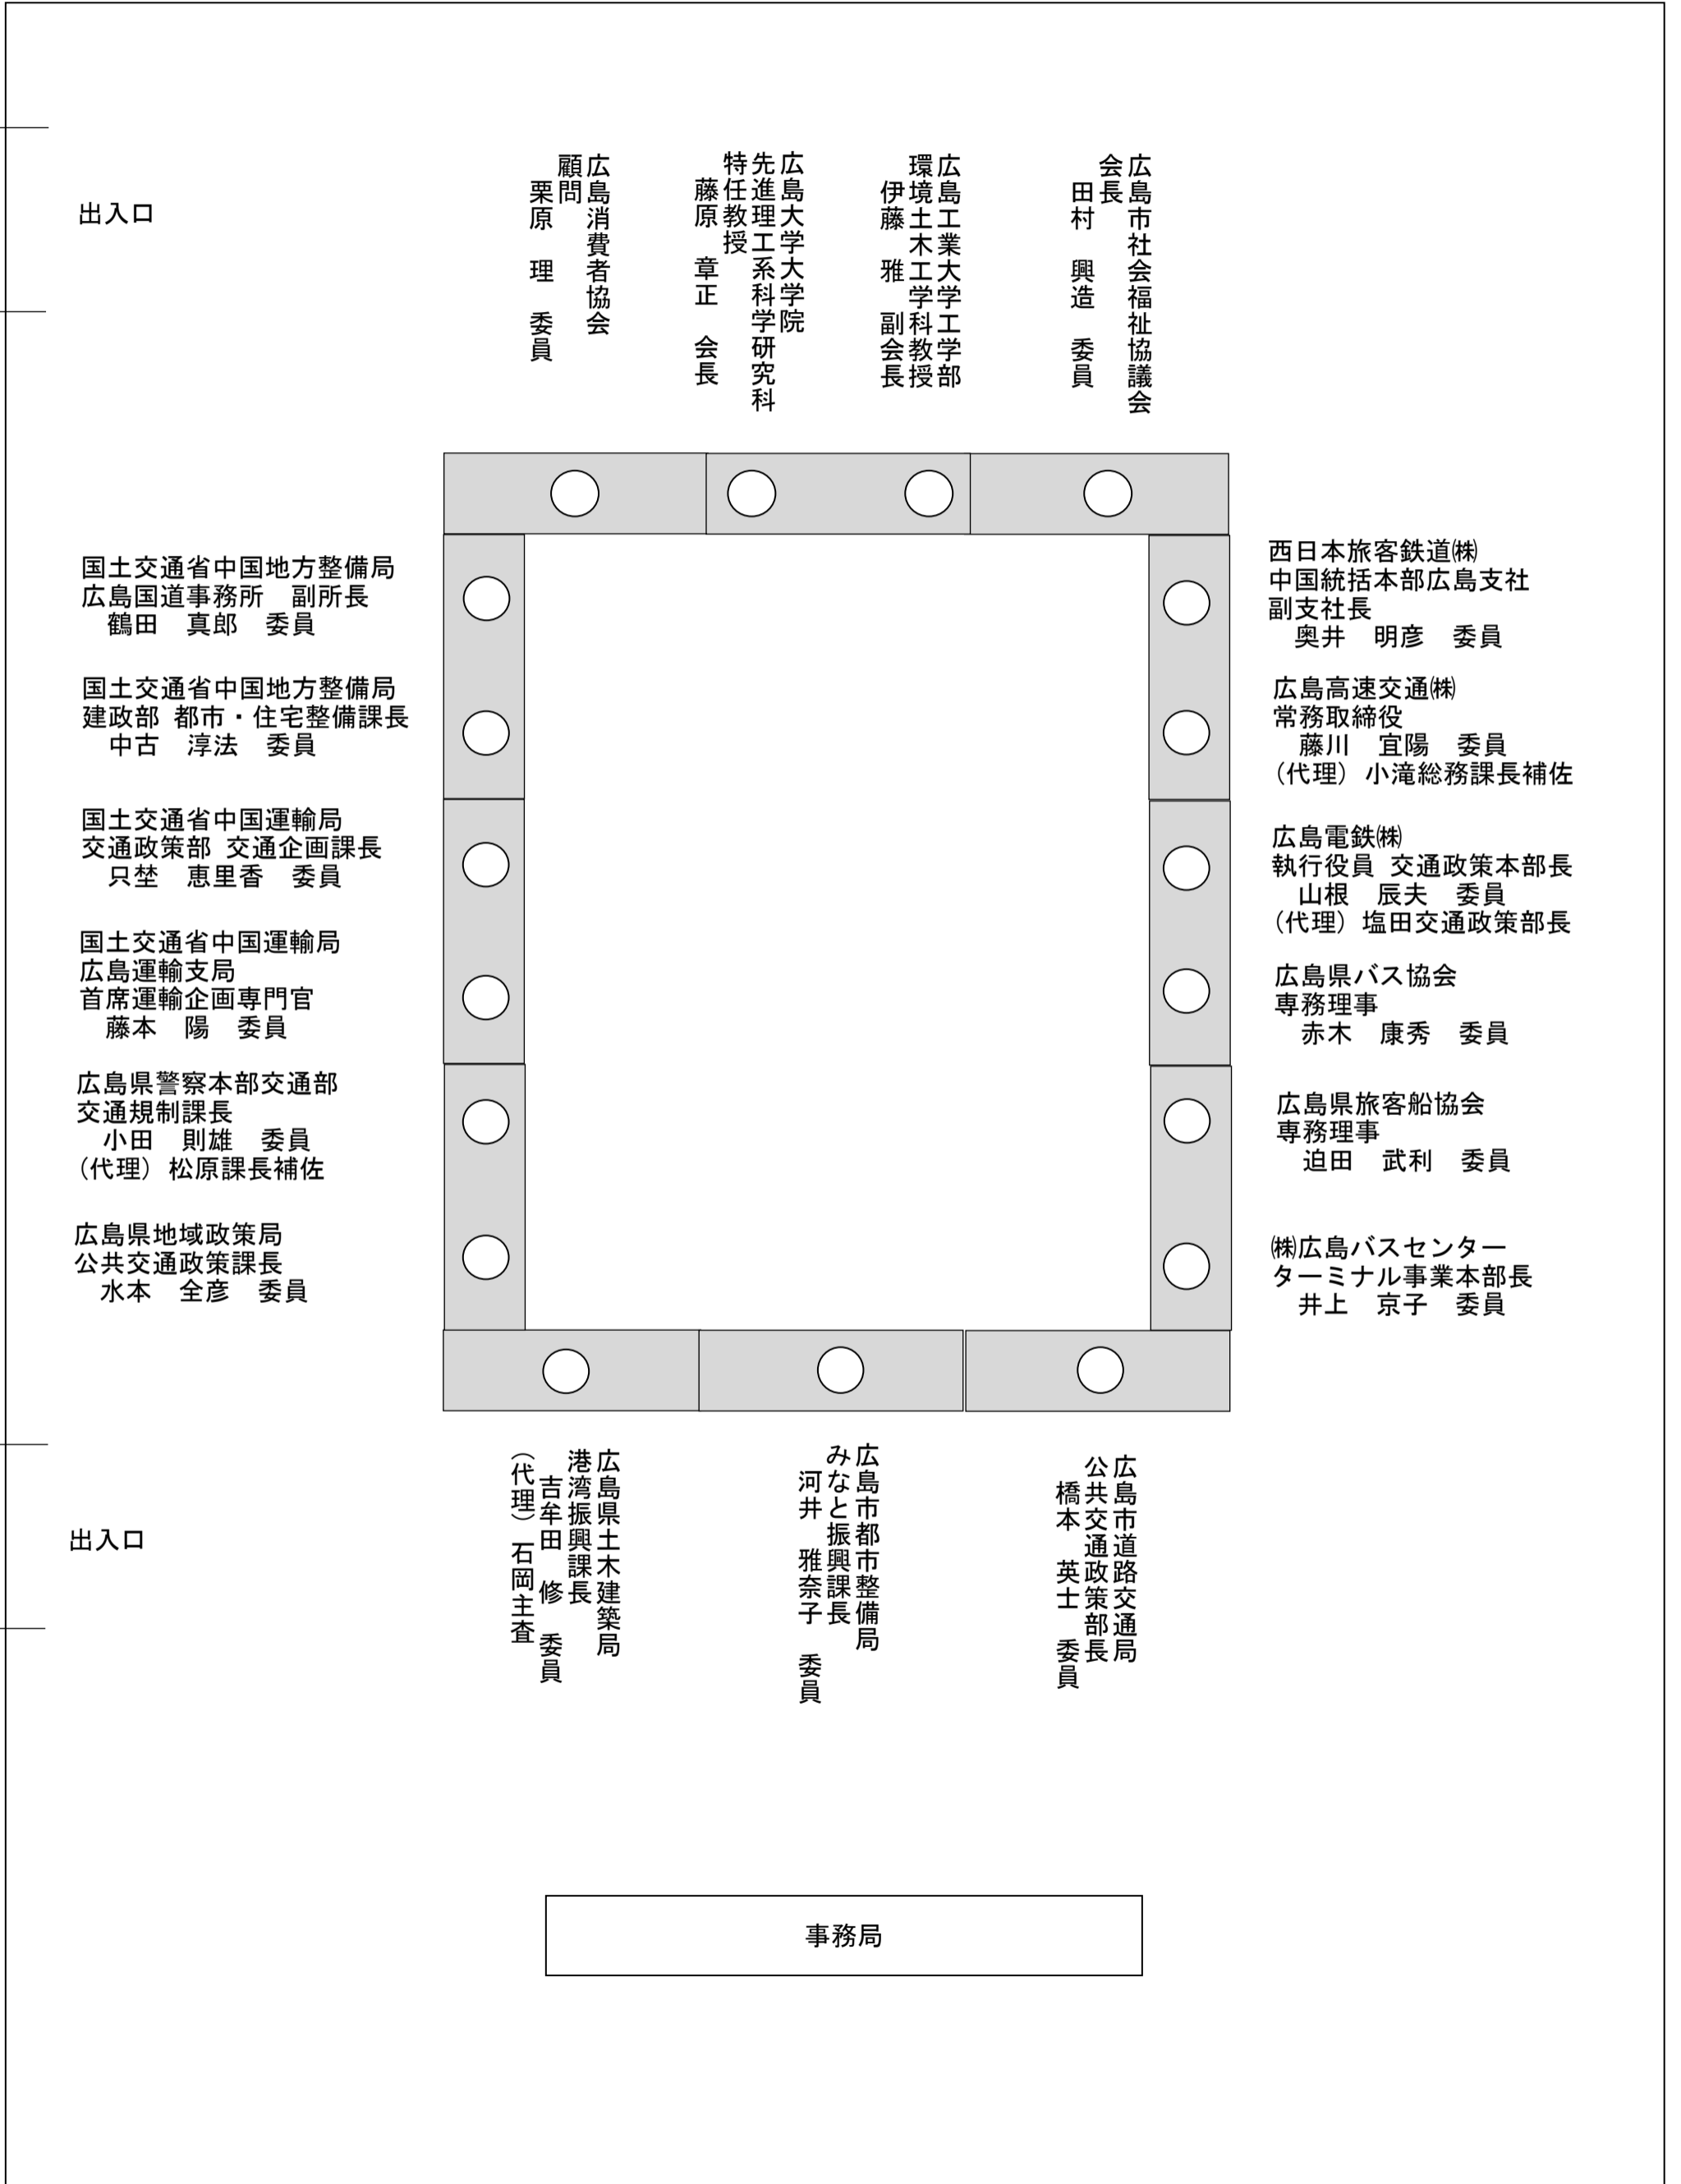 出入口
広島消費者協会
顧問
栗原　理　委員
広島大学大学院
先進理工系科学研究科
特任教授
藤原　章正　会長
広島工業大学工学部
環境土木工学科教授
伊藤　雅　副会長
広島市社会福祉協議会
会長
田村　興造　委員
国土交通省中国地方整備局
広島国道事務所　副所長
鶴田　真郎　委員
国土交通省中国地方整備局
建政部 都市・住宅整備課長
中古　淳法　委員
国土交通省中国運輸局
交通政策部 交通企画課長
只埜　恵里香　委員
国土交通省中国運輸局
広島運輸支局
首席運輸企画専門官
藤本　陽　委員
広島県警察本部交通部
交通規制課長
小田　則雄　委員
（代理）松原課長補佐
広島県地域政策局
公共交通政策課長
水本　全彦　委員
西日本旅客鉄道㈱
中国統括本部広島支社
副支社長
奥井　明彦　委員
広島高速交通㈱
常務取締役
藤川　宜陽　委員
（代理）小滝総務課長補佐
広島電鉄㈱
執行役員 交通政策本部長
山根　辰夫　委員
（代理）塩田交通政策部長
広島県バス協会
専務理事
赤木　康秀　委員
広島県旅客船協会
専務理事
迫田　武利　委員
㈱広島バスセンター
ターミナル事業本部長
井上　京子　委員
出入口
広島県土木建築局
港湾振興課長
吉牟田　修　委員
（代理）石岡主査
広島市都市整備局
みなと振興課長
河井　雅奈子　委員
広島市道路交通局
公共交通政策部長
橋本　英士　委員
事務局